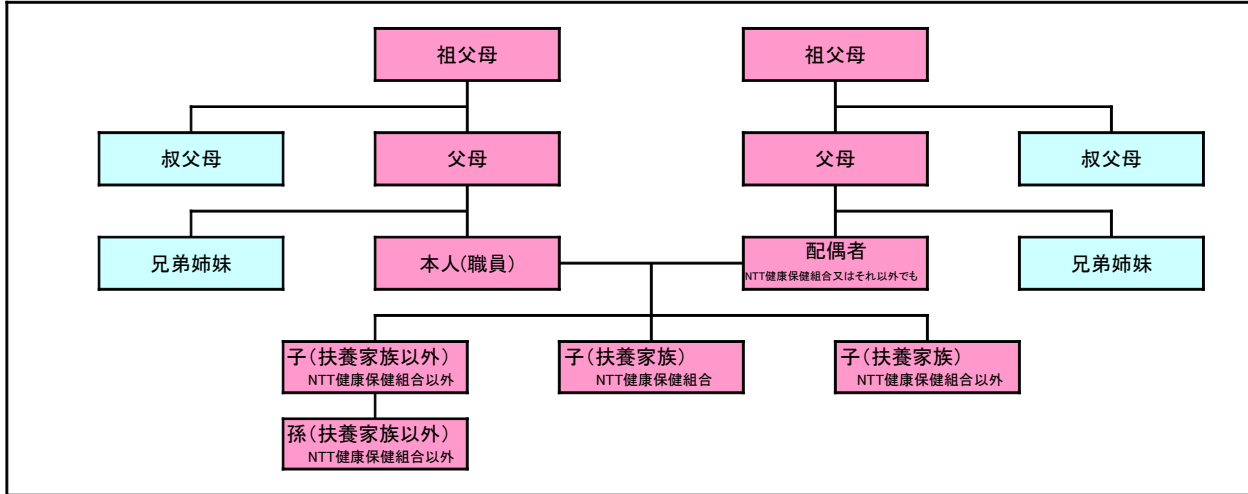 祖父母
祖父母
叔父母
父母
父母
叔父母
兄弟姉妹
本人(職員)
配偶者
NTT健康保健組合又はそれ以外でも
兄弟姉妹
子(扶養家族以外)
NTT健康保健組合以外
子(扶養家族)
NTT健康保健組合
子(扶養家族)
NTT健康保健組合以外
孫(扶養家族以外)
NTT健康保健組合以外